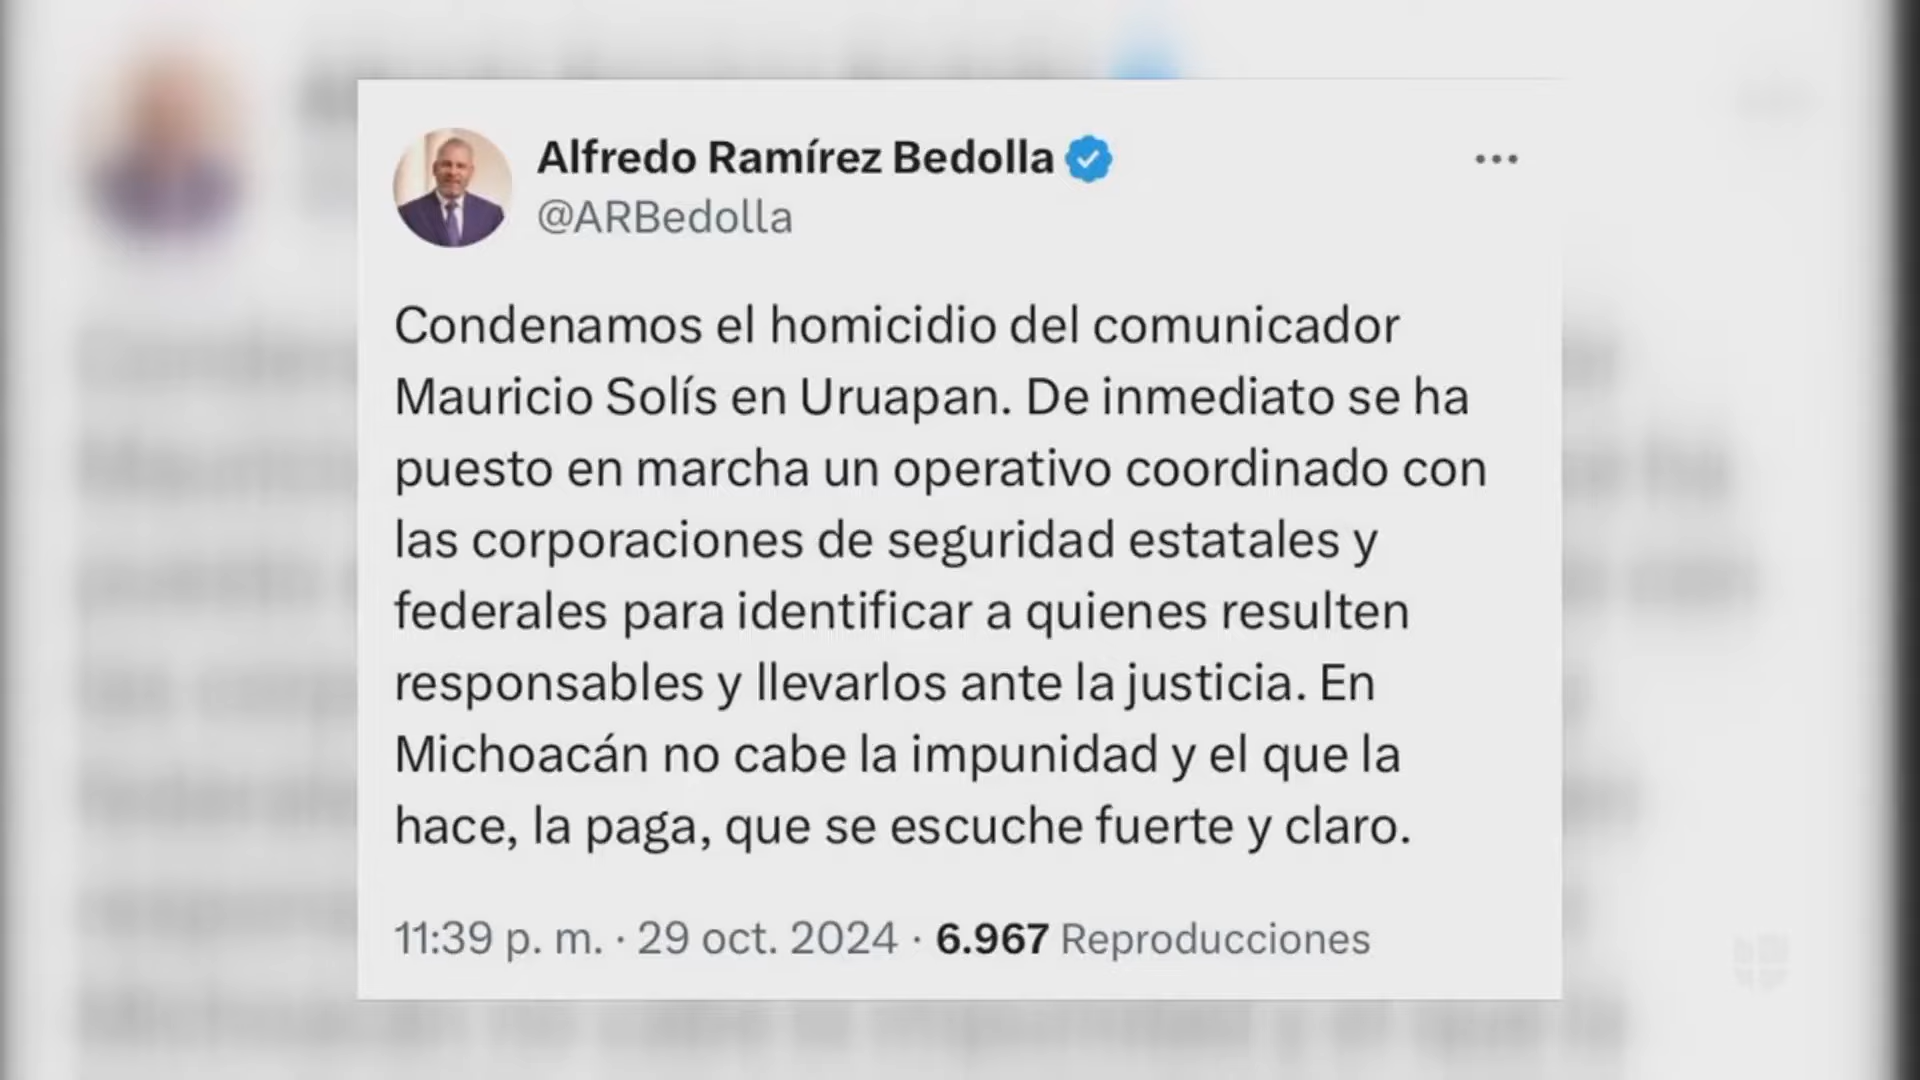 Alfredo Ramírez Bedolla
@ARBedolla
Condenamos el homicidio del comunicador
Mauricio Solís en Uruapan. De inmediato se ha
puesto en marcha un operativo coordinado con
las corporaciones de seguridad estatales y
federales para identificar a quienes resulten
responsables y llevarlos ante la justicia. En
Michoacán no cabe la impunidad y el que la
hace, la paga, que se escuche fuerte y claro.
11:39 p. m. · 29 oct. 2024 · 6.967 Reproducciones